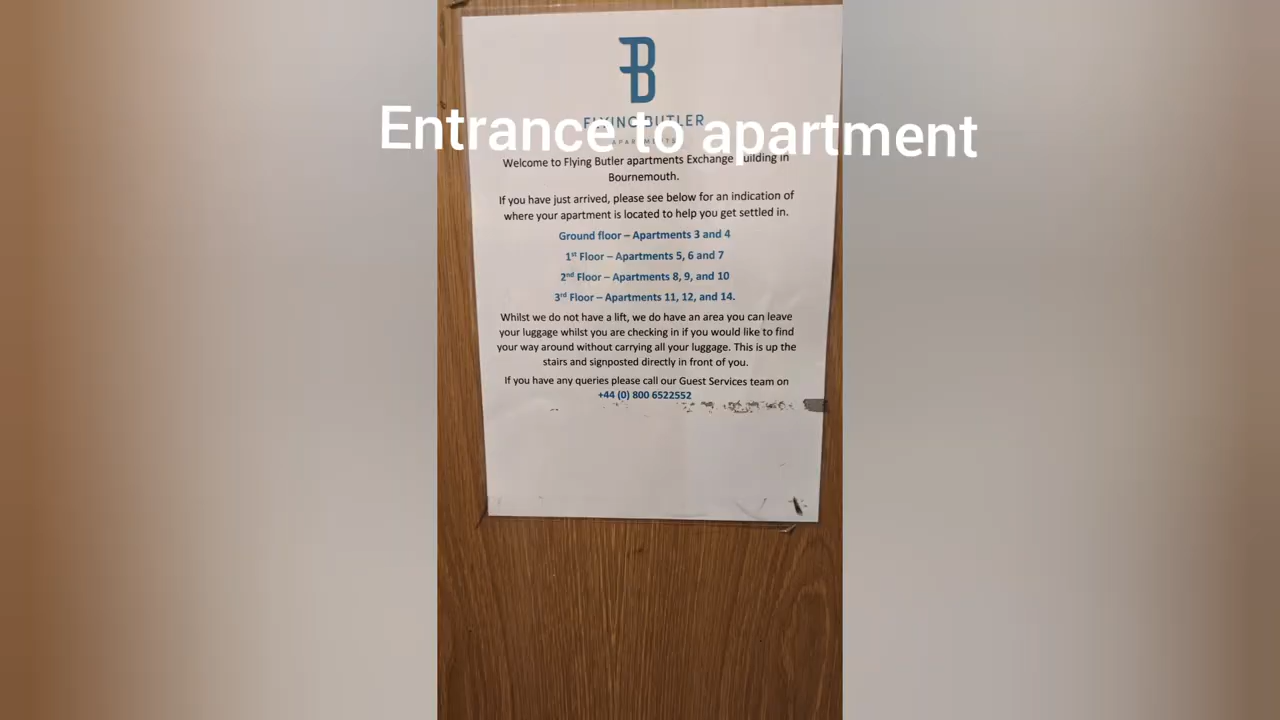 B
FLYING BUTLER
APARTMENTS
Entrance to apartment
Welcome to Flying Butler apartments Exchange Building in
Bournemouth.
If you have just arrived, please see below for an indication of
where your apartment is located to help you get settled in.
Ground floor – Apartments 3 and 4
1st Floor – Apartments 5, 6 and 7
2nd Floor – Apartments 8, 9, and 10
3rd Floor – Apartments 11, 12, and 14.
Whilst we do not have a lift, we do have an area you can leave
your luggage whilst you are checking in if you would like to find
your way around without carrying all your luggage. This is up the
stairs and signposted directly in front of you.
If you have any queries please call our Guest Services team on
+44 (0) 800 6522552